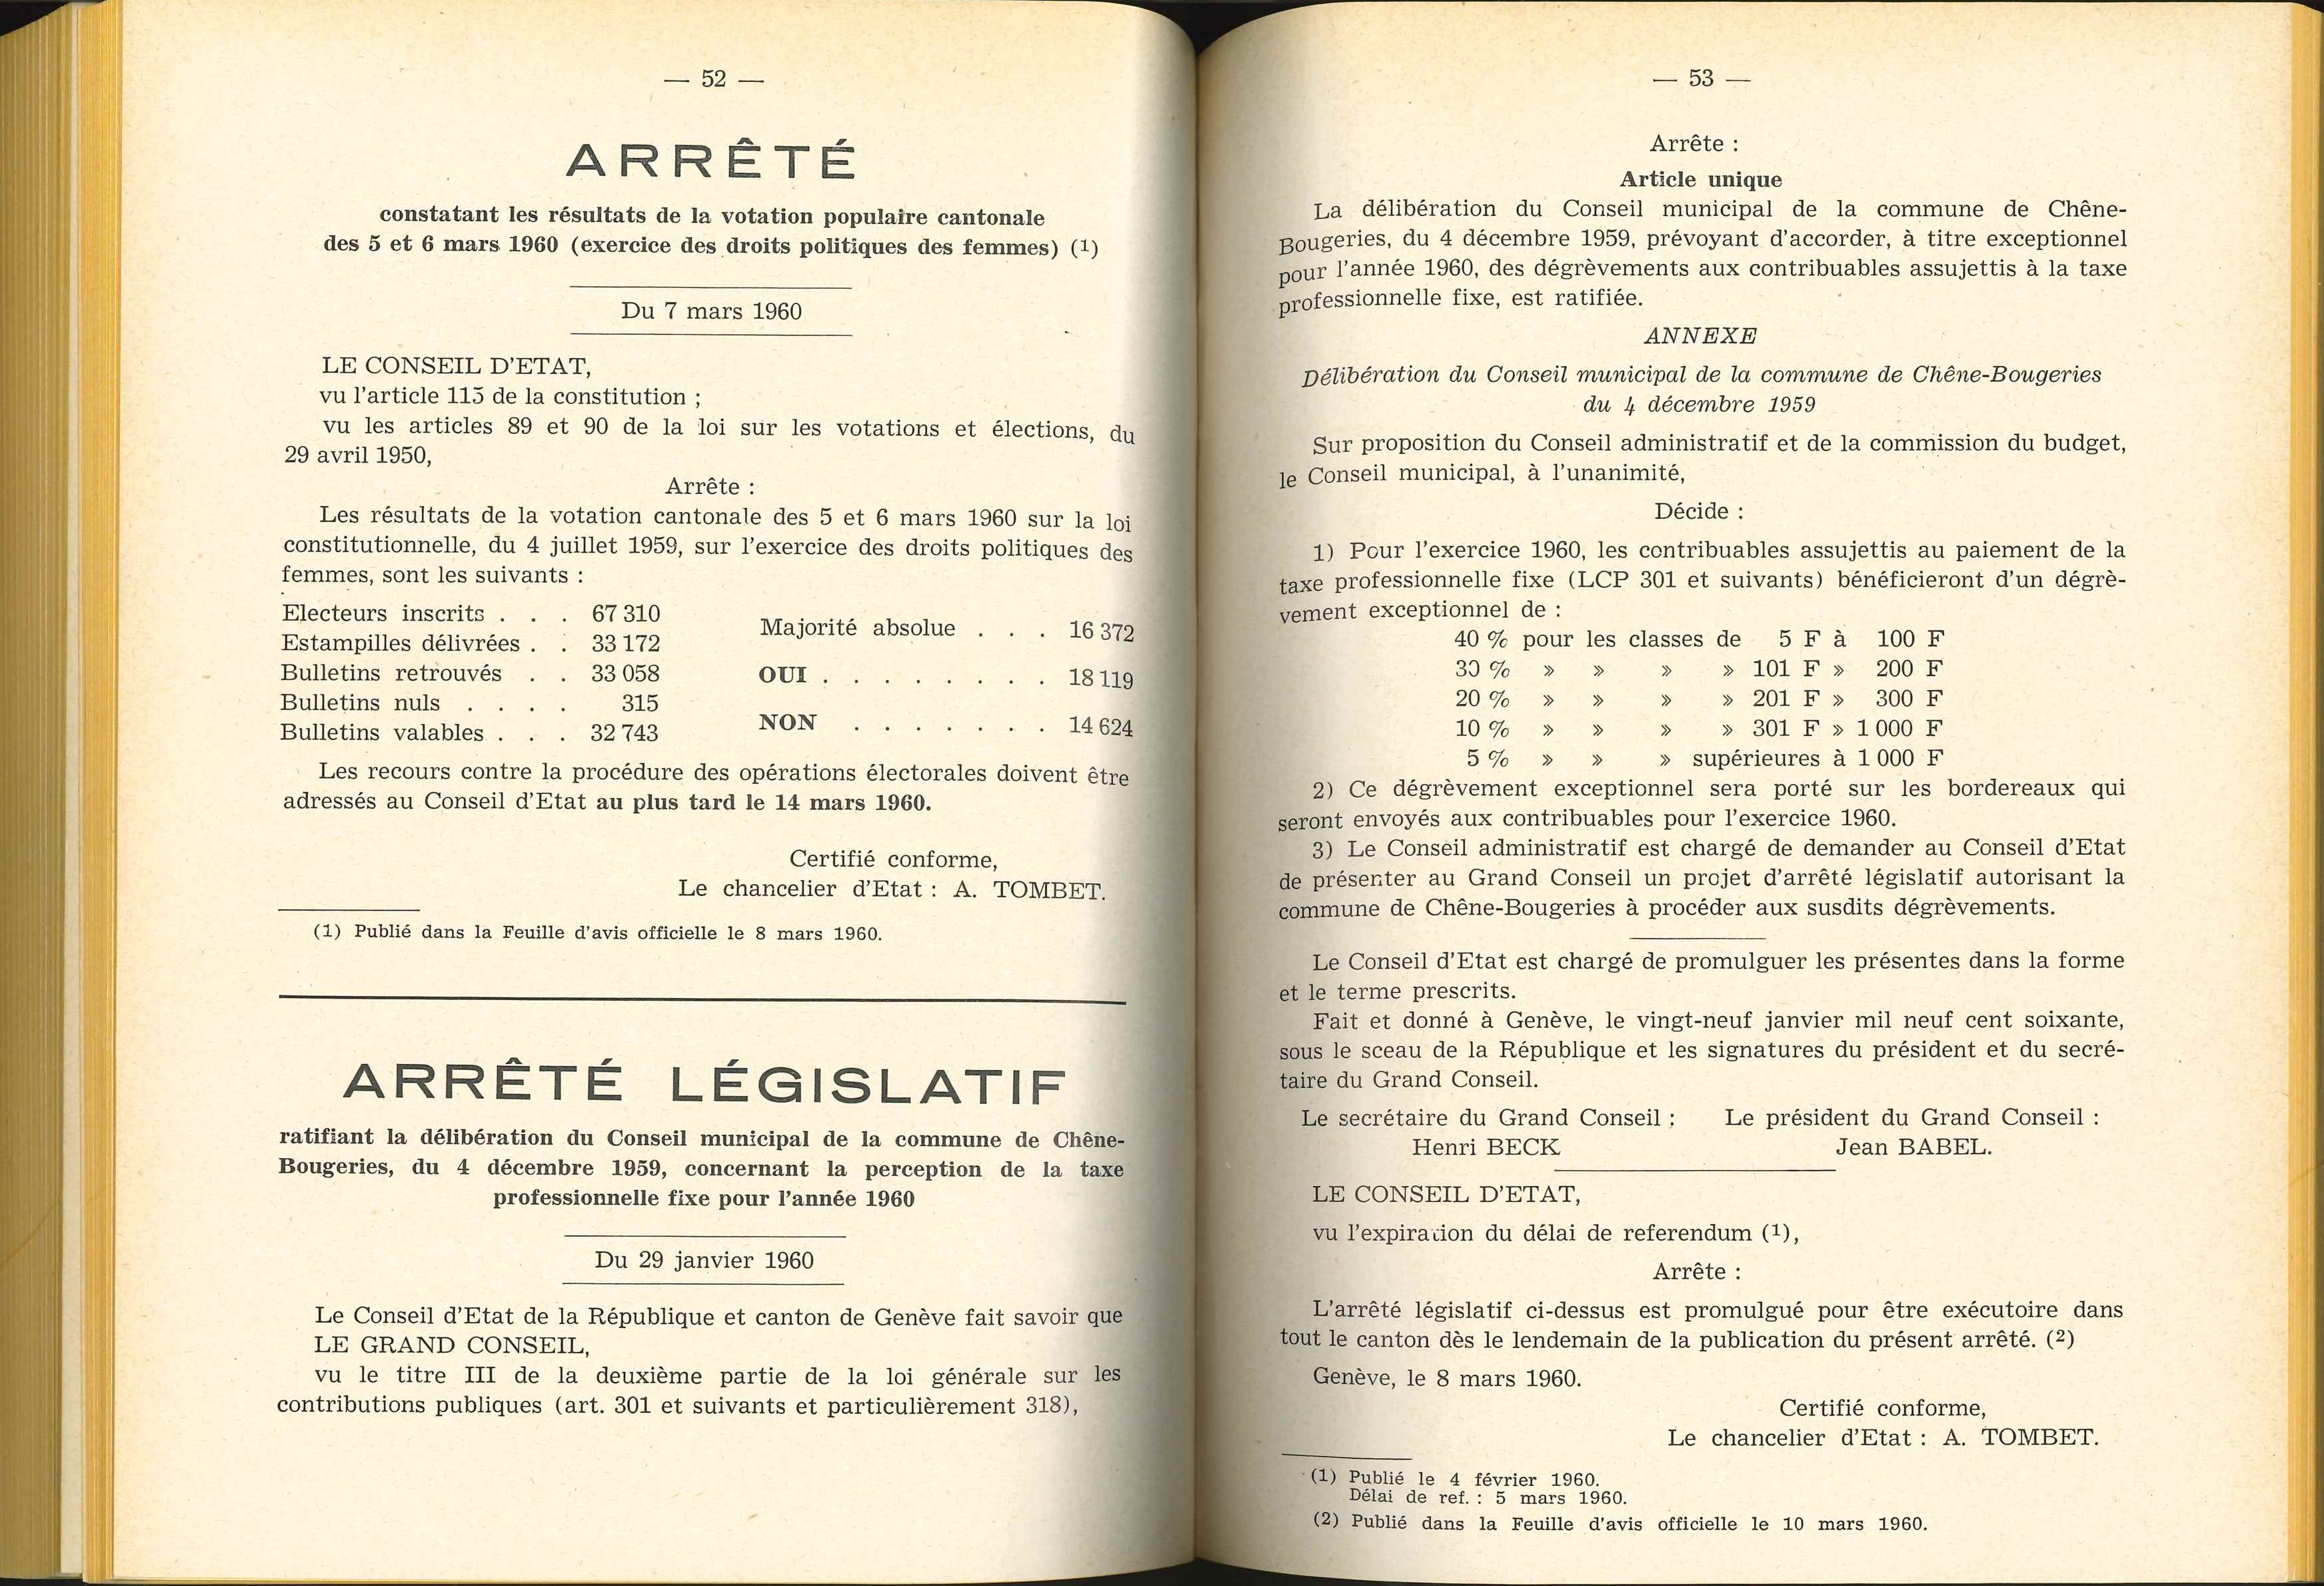 — 52 —
ARRÊTÉ
constatant les résultats de la votation populaire cantonale
des 5 et 6 mars 1960 (exercice des droits politiques des femmes) (1)
Du 7 mars 1960
LE CONSEIL D'ETAT,
vu l'article 115 de la constitution ;
vu les articles 89 et 90 de la loi sur les votations et élections, du
29 avril 1950,
Arrête :
Les résultats de la votation cantonale des 5 et 6 mars 1960 sur la loi
constitutionnelle, du 4 juillet 1959, sur l'exercice des droits politiques des
femmes, sont les suivants :
Electeurs inscrits . . . 67 310
Estampilles délivrées . . 33 172
Bulletins retrouvés . . 33 058
Bulletins nuls . . . . 315
Bulletins valables . . . 32 743
Majorité absolue . . . 16 372
OUI . . . . . . . . 18 119
NON . . . . . . . 14 624
Les recours contre la procédure des opérations électorales doivent être
adressés au Conseil d'Etat au plus tard le 14 mars 1960.
Certifié conforme,
Le chancelier d'Etat : A. TOMBET.
(1) Publié dans la Feuille d'avis officielle le 8 mars 1960.
ARRÊTÉ LÉGISLATIF
ratifiant la délibération du Conseil municipal de la commune de Chêne-
Bougeries, du 4 décembre 1959, concernant la perception de la taxe
professionnelle fixe pour l'année 1960
Du 29 janvier 1960
Le Conseil d'Etat de la République et canton de Genève fait savoir que
LE GRAND CONSEIL,
vu le titre III de la deuxième partie de la loi générale sur les
contributions publiques (art. 301 et suivants et particulièrement 318),
— 53 —
Arrête :
Article unique
La délibération du Conseil municipal de la commune de Chêne-
Bougeries, du 4 décembre 1959, prévoyant d'accorder, à titre exceptionnel
pour l'année 1960, des dégrèvements aux contribuables assujettis à la taxe
professionnelle fixe, est ratifiée.
ANNEXE
Délibération du Conseil municipal de la commune de Chêne-Bougeries
du 4 décembre 1959
Sur proposition du Conseil administratif et de la commission du budget,
le Conseil municipal, à l'unanimité,
Décide :
1) Pour l'exercice 1960, les contribuables assujettis au paiement de la
taxe professionnelle fixe (LCP 301 et suivants) bénéficieront d'un dégrè-
vement exceptionnel de :
40 % pour les classes de 5 F à 100 F
30 % » » » » 101 F » 200 F
20 % » » » » 201 F » 300 F
10 % » » » » 301 F » 1 000 F
5 % » » » supérieures à 1 000 F
2) Ce dégrèvement exceptionnel sera porté sur les bordereaux qui
seront envoyés aux contribuables pour l'exercice 1960.
3) Le Conseil administratif est chargé de demander au Conseil d'Etat
de présenter au Grand Conseil un projet d'arrêté législatif autorisant la
commune de Chêne-Bougeries à procéder aux susdits dégrèvements.
Le Conseil d'Etat est chargé de promulguer les présentes dans la forme
et le terme prescrits.
Fait et donné à Genève, le vingt-neuf janvier mil neuf cent soixante,
sous le sceau de la République et les signatures du président et du secré-
taire du Grand Conseil.
Le secrétaire du Grand Conseil : Le président du Grand Conseil :
Henri BECK Jean BABEL.
LE CONSEIL D'ETAT,
vu l'expiration du délai de referendum (1),
Arrête :
L'arrêté législatif ci-dessus est promulgué pour être exécutoire dans
tout le canton dès le lendemain de la publication du présent arrêté. (2)
Genève, le 8 mars 1960.
Certifié conforme,
Le chancelier d'Etat : A. TOMBET.
(1) Publié le 4 février 1960.
Délai de ref. : 5 mars 1960.
(2) Publié dans la Feuille d'avis officielle le 10 mars 1960.